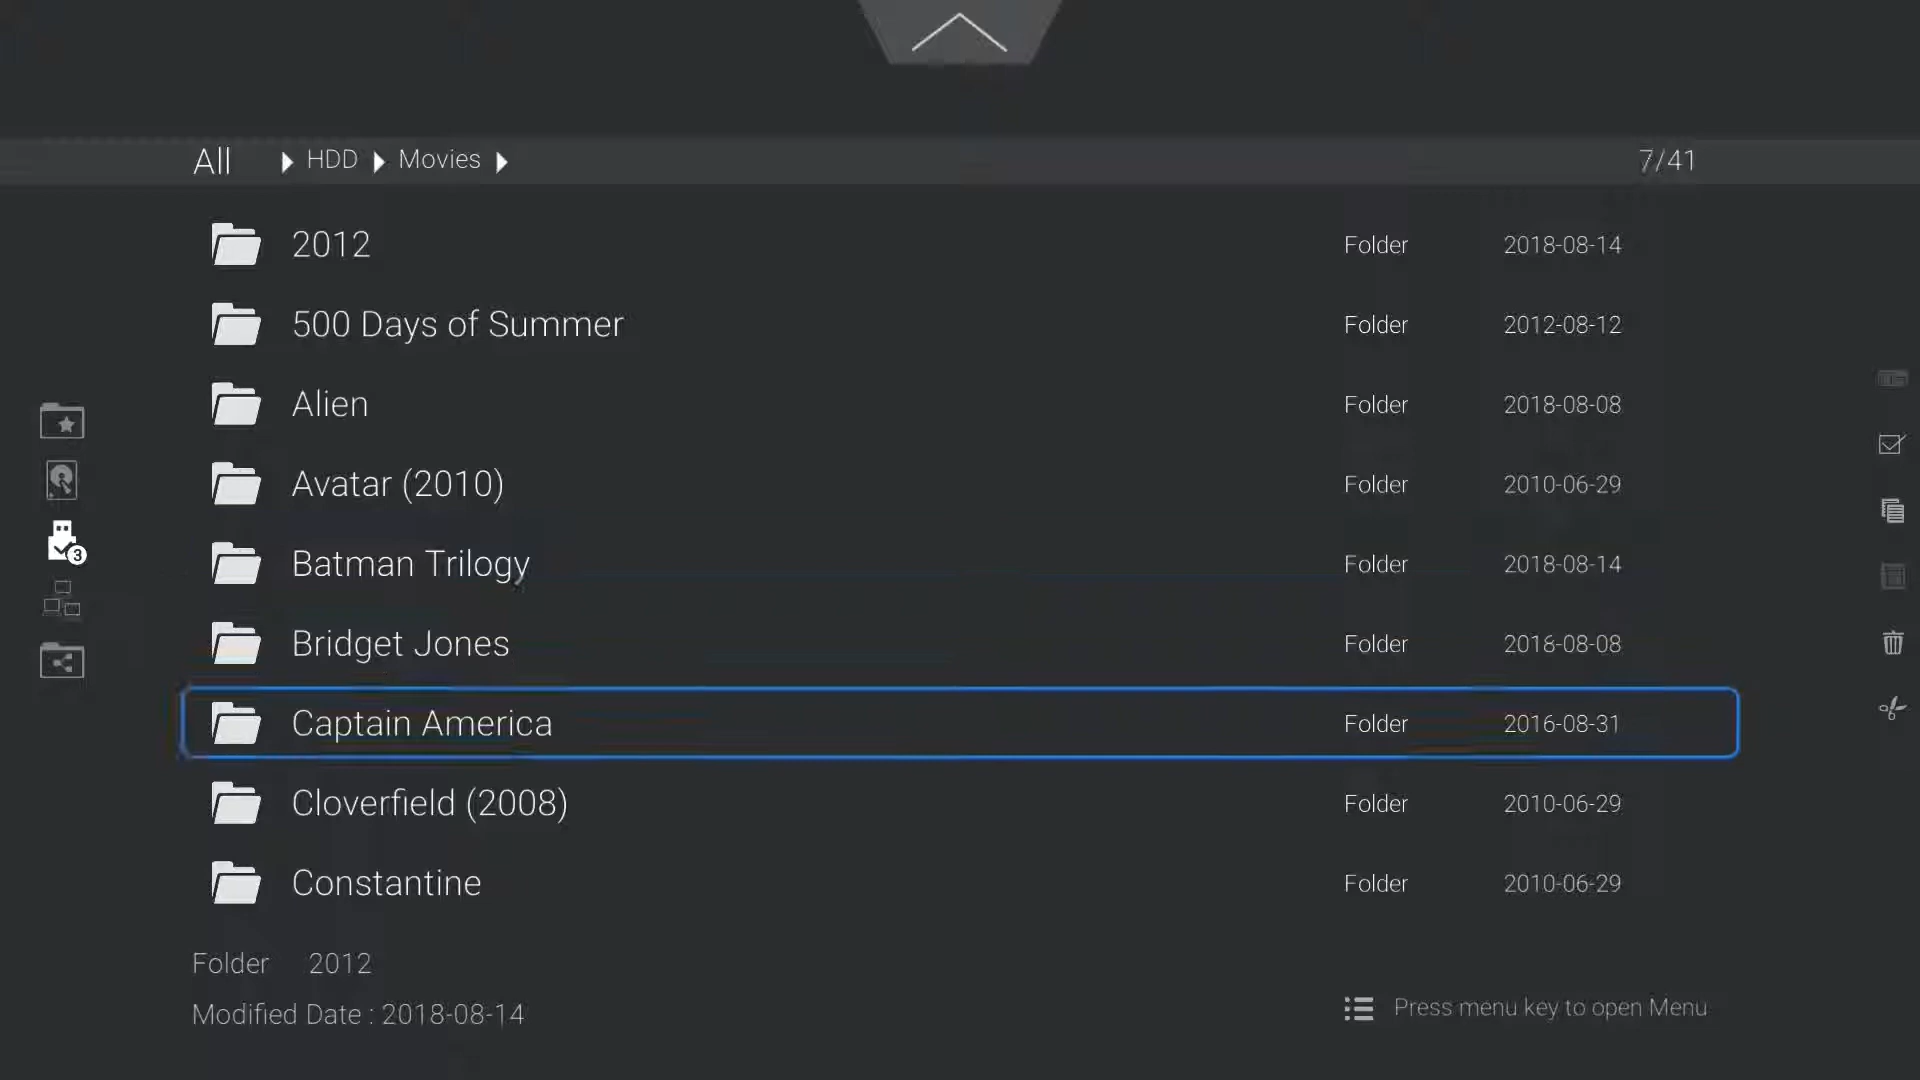 All HDD Movies 7/41
2012 Folder 2018-08-14
500 Days of Summer Folder 2012-08-12
Alien Folder 2018-08-08
Avatar (2010) Folder 2010-06-29
Batman Trilogy Folder 2018-08-14
Bridget Jones Folder 2018-08-08
Captain America Folder 2016-08-31
Cloverfield (2008) Folder 2010-06-29
Constantine Folder 2010-06-29
3
Folder 2012
Modified Date : 2018-08-14
Press menu key to open Menu